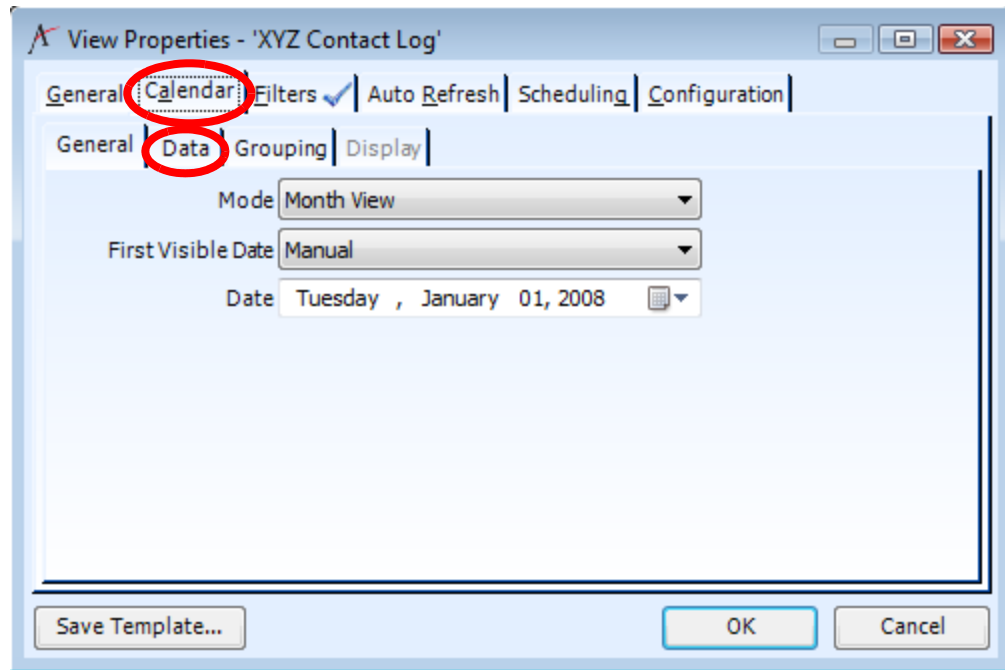 View Properties - 'XYZ Contact Log'
General Calendar Filters Auto Refresh Scheduling Configuration
General Data Grouping Display
Mode Month View
First Visible Date Manual
Date Tuesday , January 01, 2008
Save Template... OK Cancel